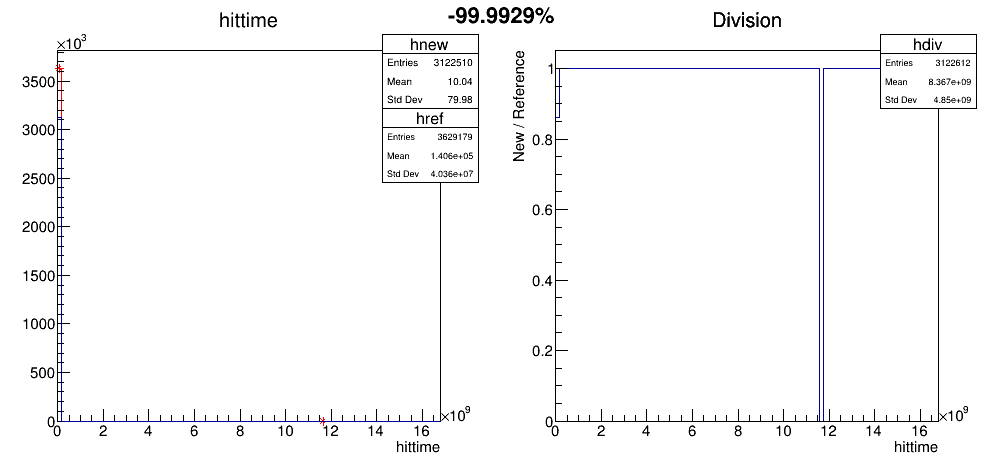 -99.9929%
hittime
×10³
hnew
Entries 3122510
Mean 10.04
Std Dev 79.98
href
Entries 3629179
Mean 1.406e+05
Std Dev 4.036e+07
3500
3000
2500
2000
1500
1000
500
0
0 2 4 6 8 10 12 14 16 ×10⁹
hittime
Division
hdiv
Entries 3122612
Mean 8.367e+09
Std Dev 4.85e+09
New / Reference
1
0.8
0.6
0.4
0.2
0
0 2 4 6 8 10 12 14 16 ×10⁹
hittime